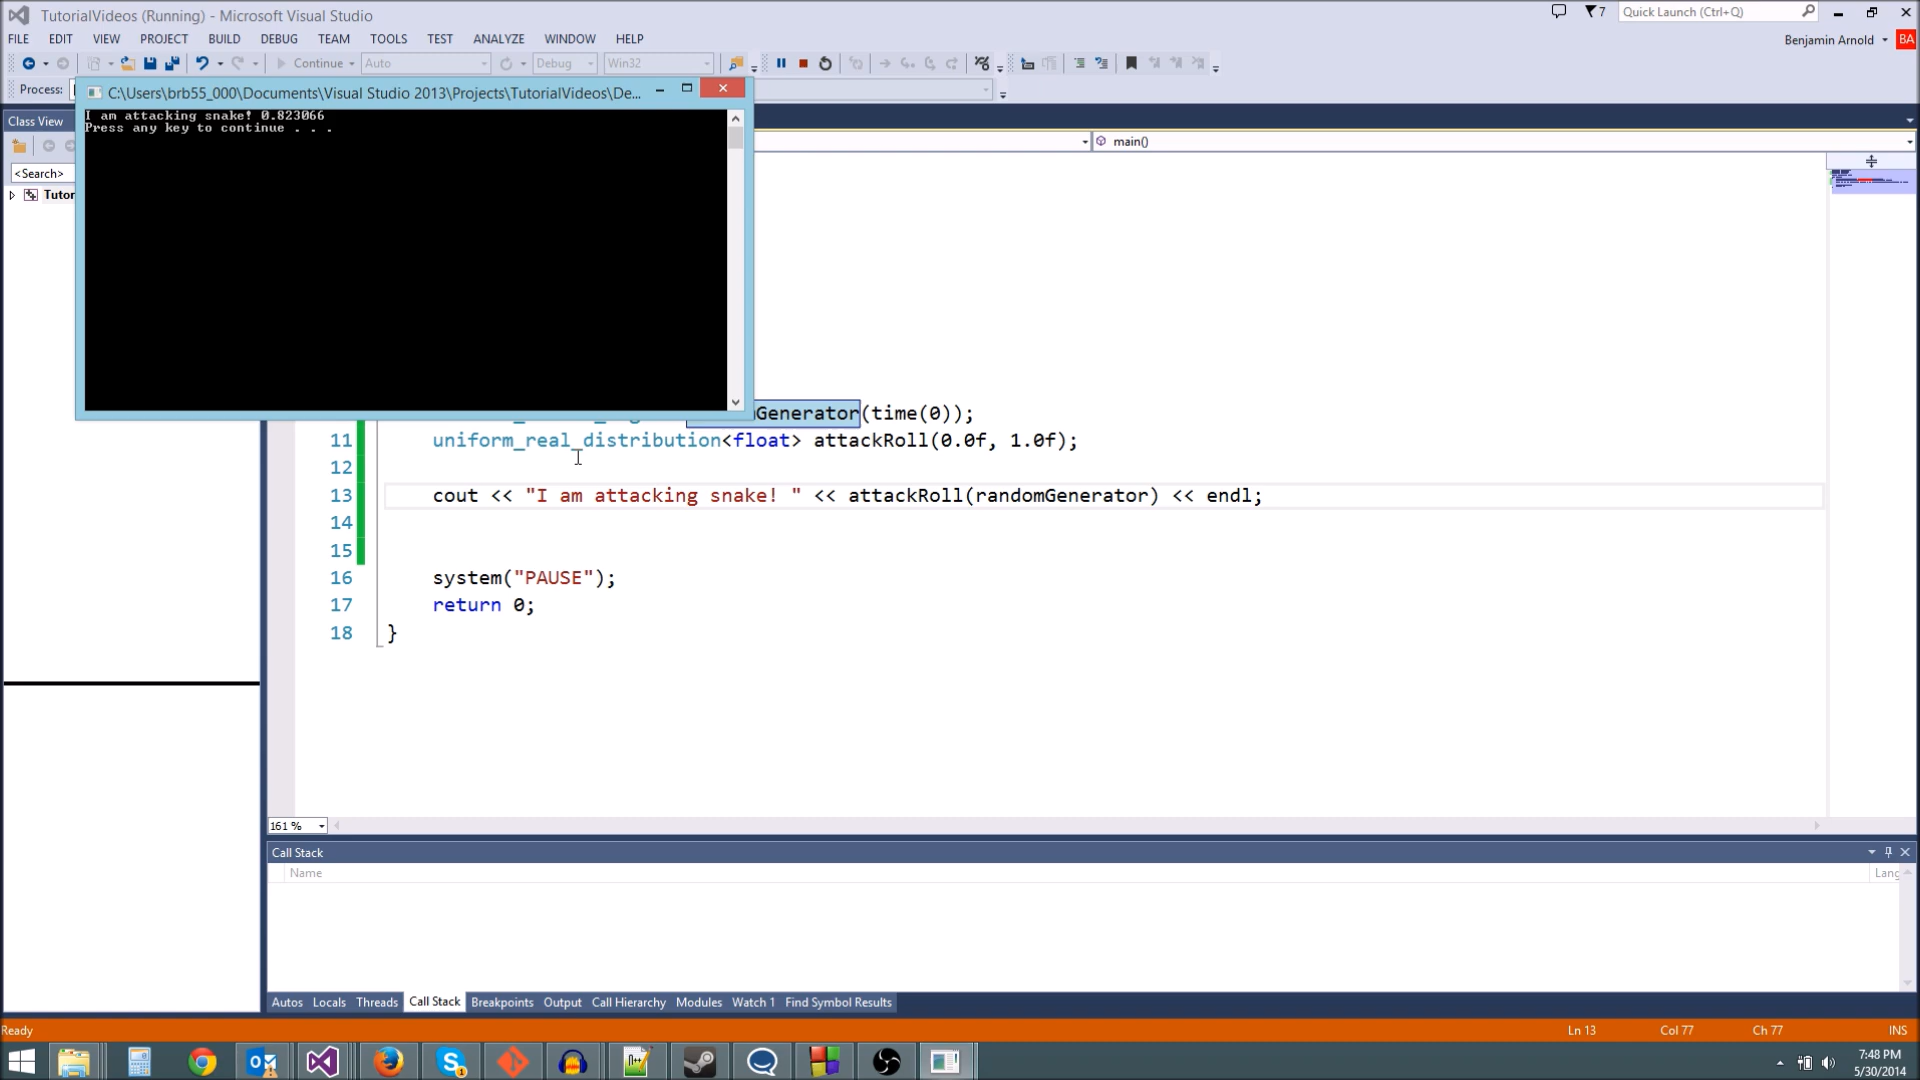 TutorialVideos (Running) - Microsoft Visual Studio
7
Quick Launch (Ctrl+Q)
FILE EDIT VIEW PROJECT BUILD DEBUG TEAM TOOLS TEST ANALYZE WINDOW HELP
Benjamin Arnold BA
Continue Auto Debug Win32
Process:
C:\Users\brb55_000\Documents\Visual Studio 2013\Projects\TutorialVideos\De...
I am attacking snake! 0.823066
Press any key to continue . . .
Class View
main()
<Search>
Tutor
Generator(time(0));
11 uniform_real_distribution<float> attackRoll(0.0f, 1.0f);
12
13 cout << "I am attacking snake! " << attackRoll(randomGenerator) << endl;
14
15
16 system("PAUSE");
17 return 0;
18 }
161 %
Call Stack
Name Lang
Autos Locals Threads Call Stack Breakpoints Output Call Hierarchy Modules Watch 1 Find Symbol Results
Ready Ln 13 Col 77 Ch 77 INS
7:48 PM
5/30/2014